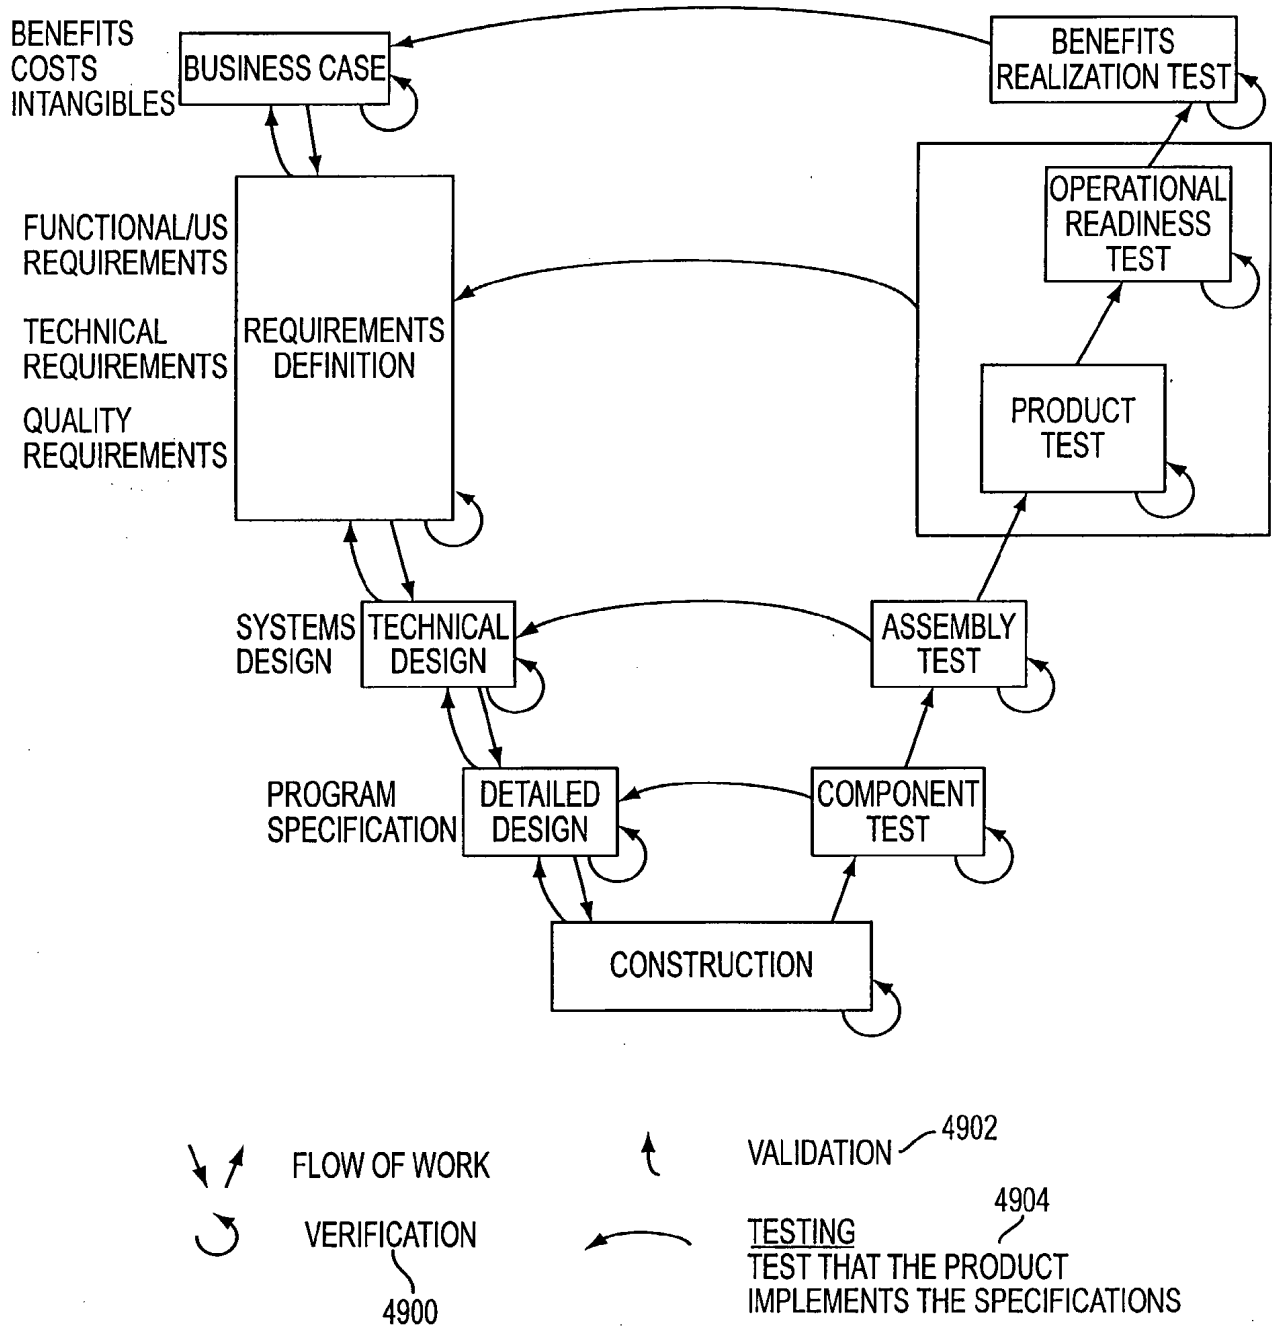 BENEFITS
COSTS
INTANGIBLES
BUSINESS CASE
BENEFITS
REALIZATION TEST
FUNCTIONAL/US
REQUIREMENTS
TECHNICAL
REQUIREMENTS
QUALITY
REQUIREMENTS
REQUIREMENTS
DEFINITION
OPERATIONAL
READINESS
TEST
PRODUCT
TEST
SYSTEMS
DESIGN
TECHNICAL
DESIGN
ASSEMBLY
TEST
PROGRAM
SPECIFICATION
DETAILED
DESIGN
COMPONENT
TEST
CONSTRUCTION
FLOW OF WORK
VALIDATION
4902
VERIFICATION
4900
4904
TESTING
TEST THAT THE PRODUCT
IMPLEMENTS THE SPECIFICATIONS